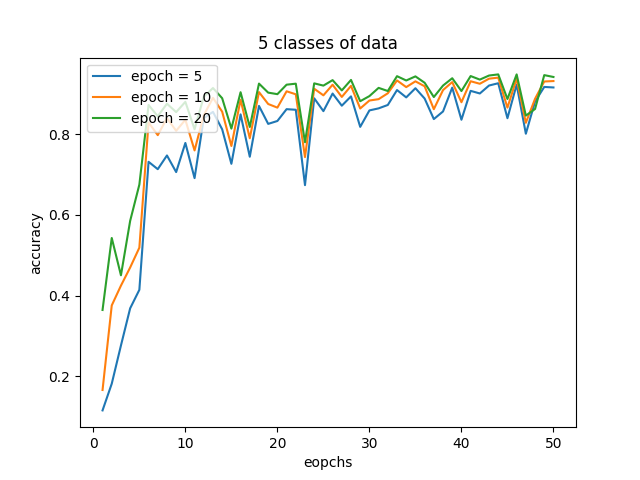 5 classes of data
epoch = 5
epoch = 10
epoch = 20
accuracy
0.8
0.6
0.4
0.2
0
10
20
30
40
50
eopchs